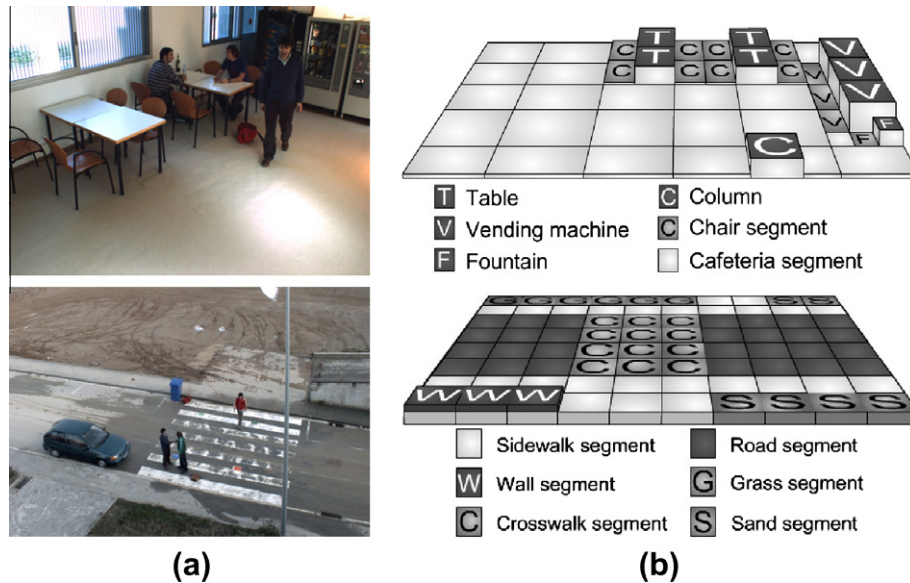 C T C C T C V
C T C C T C V V
V V
V F
C F
T Table C Column
V Vending machine C Chair segment
F Fountain Cafeteria segment
G G G G G G S S
C C C
C C C
C C C
C C C
W W W S S S S
Sidewalk segment Road segment
W Wall segment G Grass segment
C Crosswalk segment S Sand segment
(a) (b)